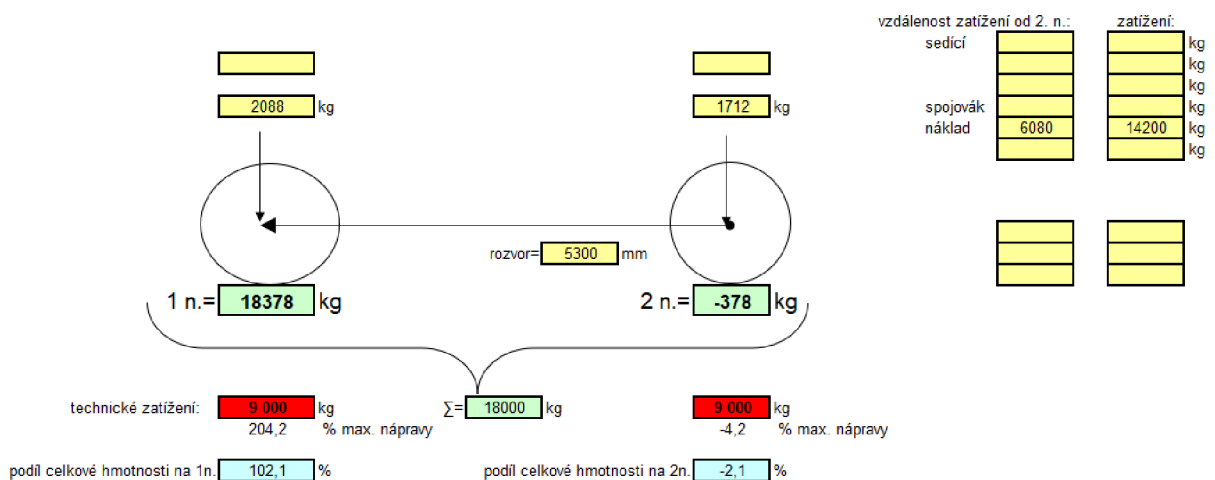 vzdálenost zatížení od 2. n.: zatížení:
sedící kg
kg
kg
2088 kg 1712 kg spojovák kg
náklad 6080 14200 kg
kg
rozvor= 5300 mm
1 n.= 18378 kg 2 n.= -378 kg
technické zatížení: 9 000 kg ∑= 18000 kg 9 000 kg
204,2 % max. nápravy -4,2 % max. nápravy
podíl celkové hmotnosti na 1n. 102,1 % podíl celkové hmotnosti na 2n. -2,1 %